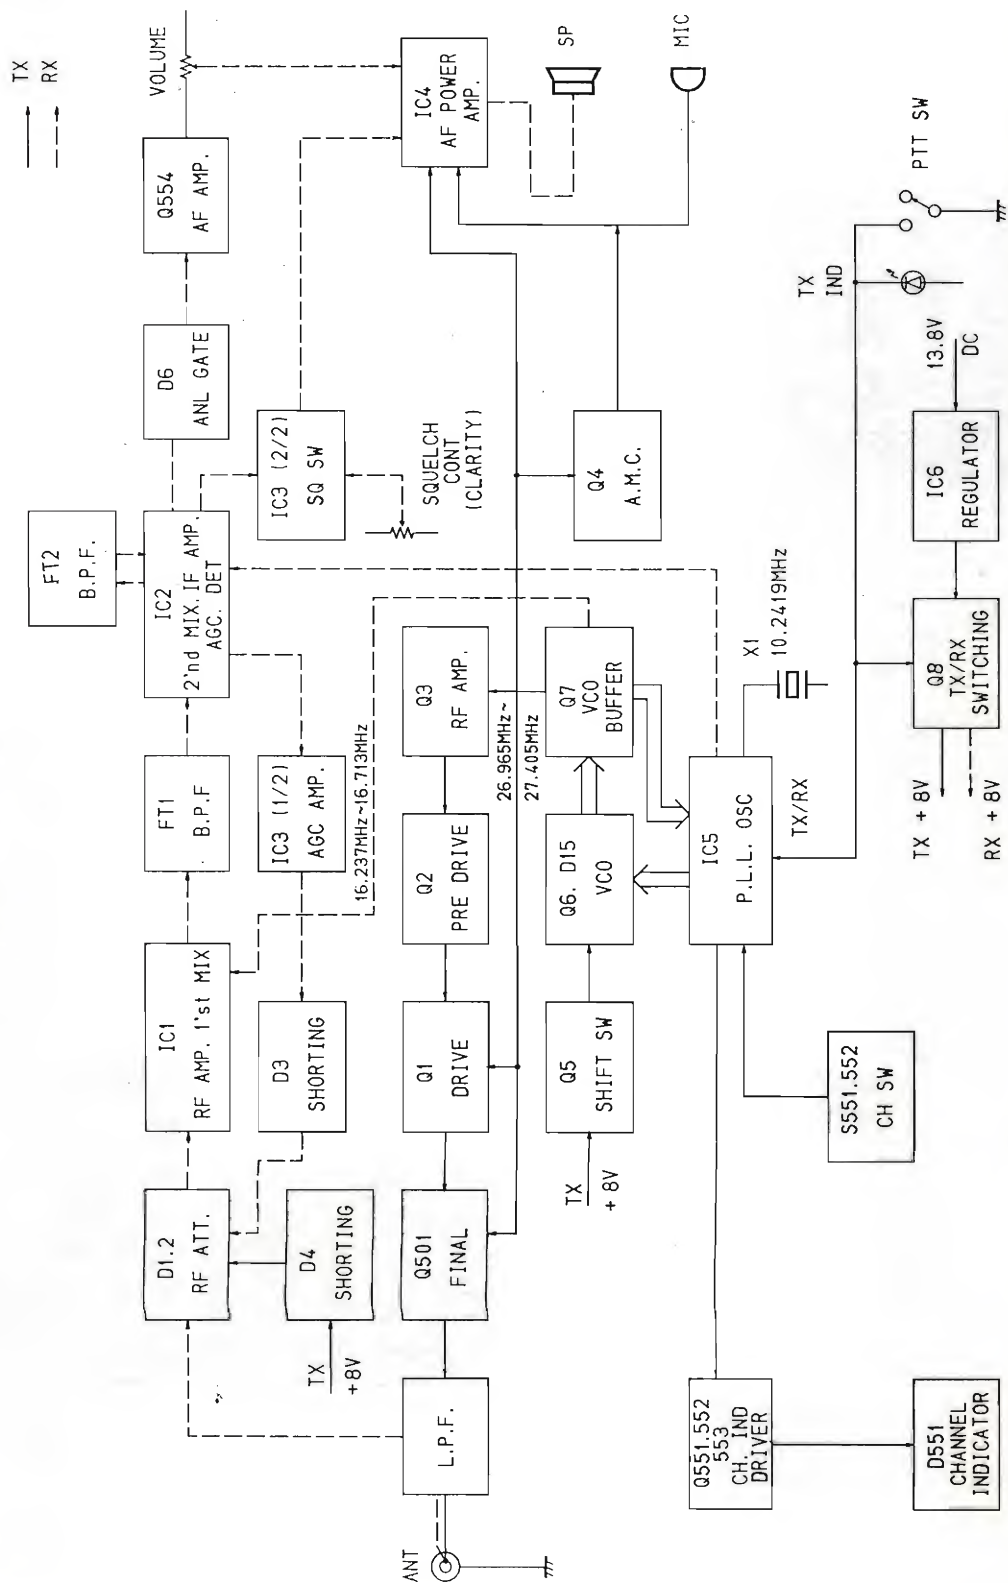 TX
RX
ANT
L.P.F.
D1.2
RF ATT.
D4
SHORTING
TX
+8V
IC1
RF AMP. 1'st MIX
D3
SHORTING
FT1
B.P.F
IC3 (1/2)
AGC AMP.
16.237MHz~16.713MHz
FT2
B.P.F.
IC2
2'nd MIX. IF AMP.
AGC. DET
D6
ANL GATE
IC3 (2/2)
SQ SW
SQUELCH
CONT
(CLARITY)
Q554
AF AMP.
VOLUME
IC4
AF POWER
AMP.
SP
MIC
Q501
FINAL
Q1
DRIVE
Q2
PRE DRIVE
Q3
RF AMP.
26.965MHz~
27.405MHz
Q4
A.M.C.
TX
+8V
Q5
SHIFT SW
Q6. D15
VCO
Q7
VCO
BUFFER
IC5
P.L.L. OSC
TX/RX
X1
10.2419MHz
Q551.552
553
CH. IND
DRIVER
D551
CHANNEL
INDICATOR
S551.552
CH SW
TX +8V
RX +8V
Q8
TX/RX
SWITCHING
IC6
REGULATOR
13.8V
DC
TX
IND
PTT SW